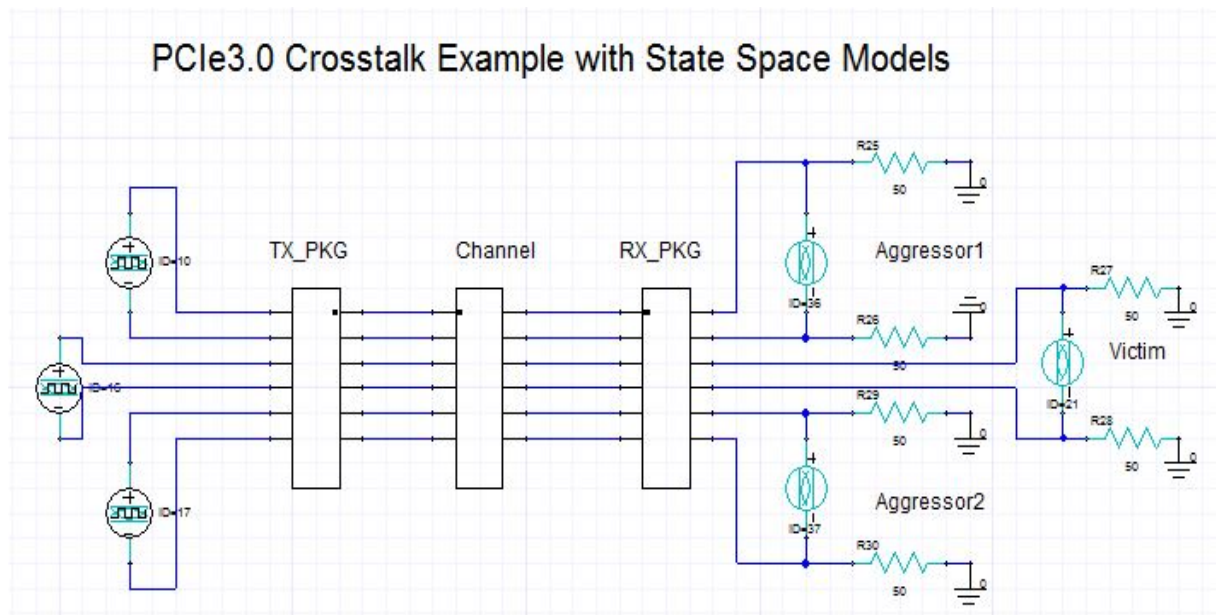 PCIe3.0 Crosstalk Example with State Space Models
R25
50
0
TX_PKG
Channel
RX_PKG
Aggressor1
ID=10
ID=36
R26
50
0
R27
50
0
Victim
ID=16
ID=21
R28
50
0
R29
50
0
Aggressor2
ID=17
ID=37
R30
50
0